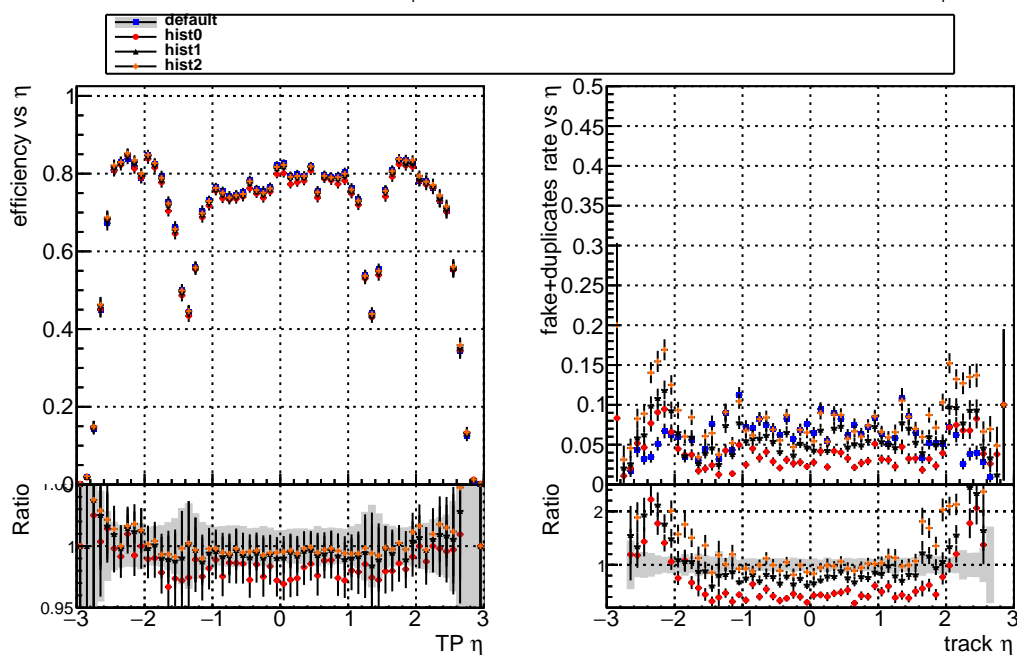 default
hist0
hist1
hist2
efficiency vs η
1
0.8
0.6
0.4
0.2
0
Ratio
1
0.95
−3 −2 −1 0 1 2 3
TP η
fake+duplicates rate vs η
0.5
0.45
0.4
0.35
0.3
0.25
0.2
0.15
0.1
0.05
0
Ratio
2
1
−3 −2 −1 0 1 2 3
track η